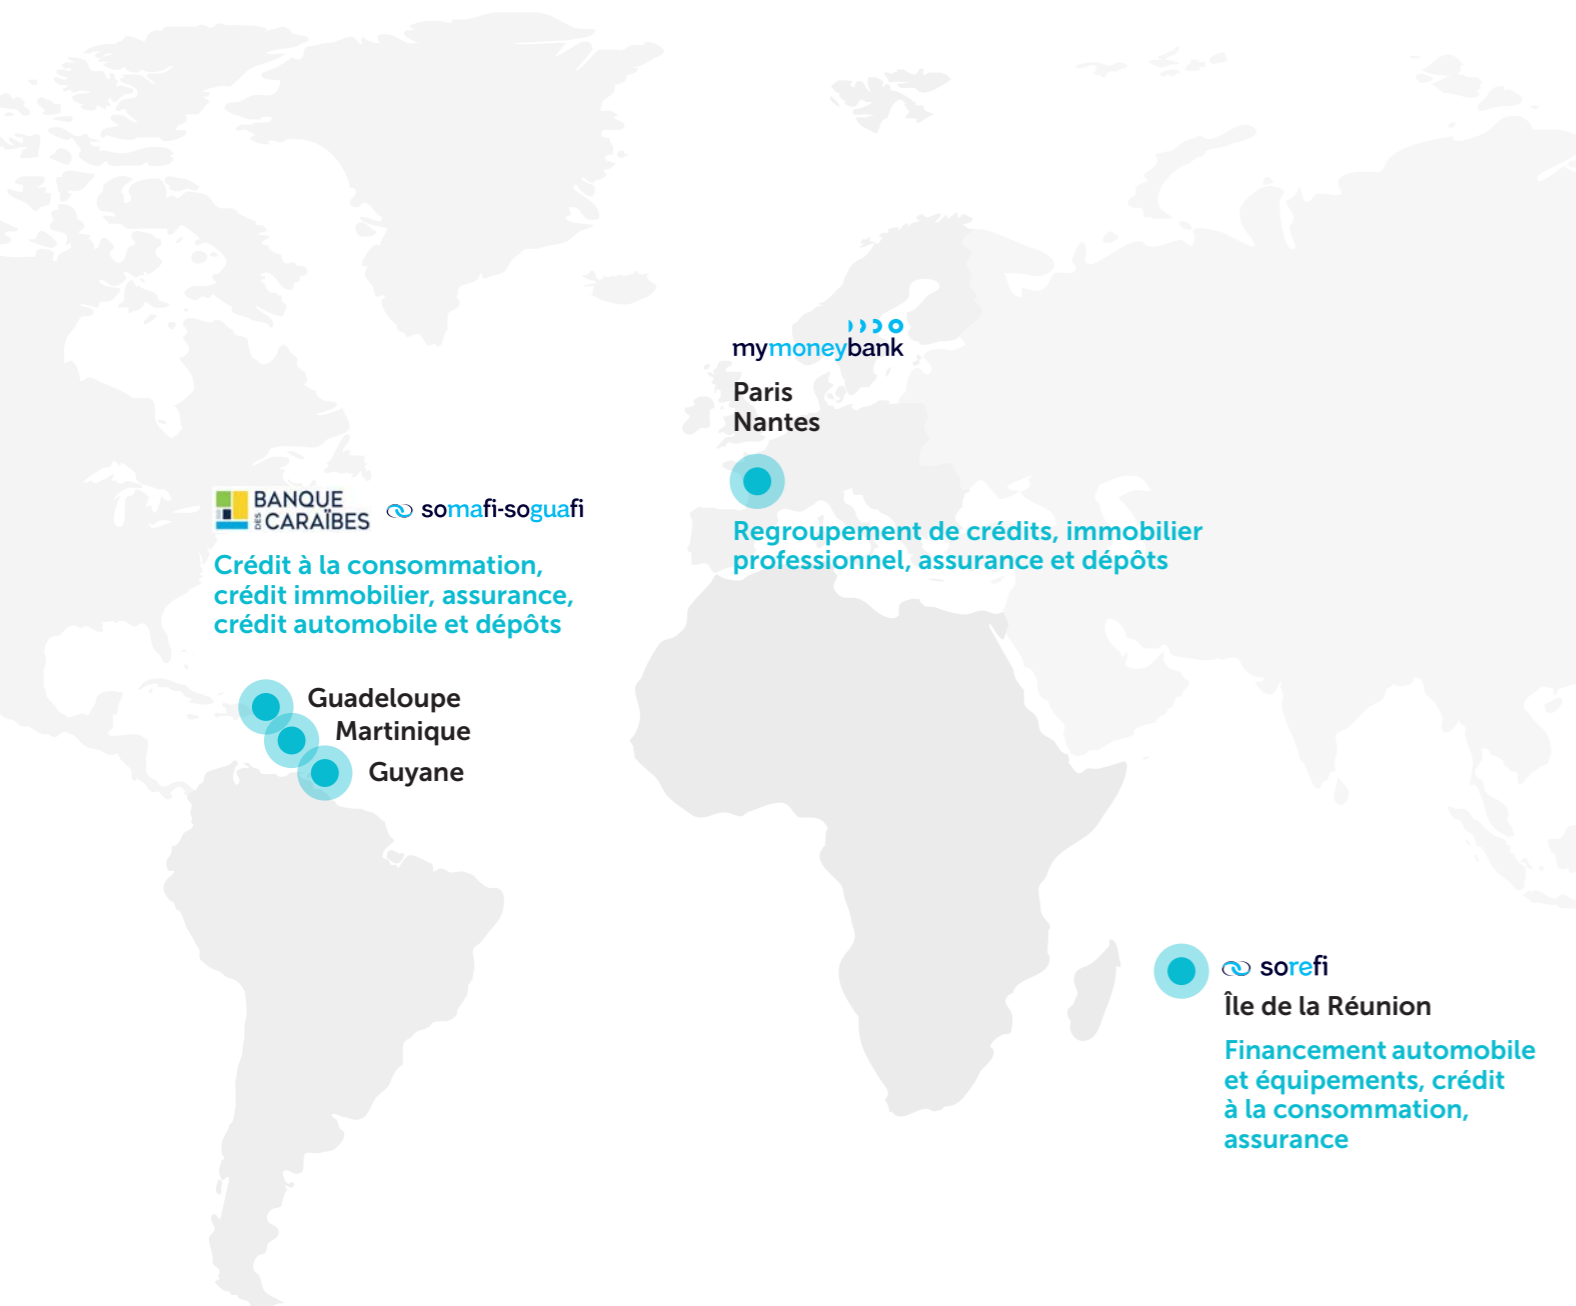 mymoneybank
Paris
Nantes
Regroupement de crédits, immobilier
professionnel, assurance et dépôts
BANQUE
DES CARAÏBES
somafi-soguafi
Crédit à la consommation,
crédit immobilier, assurance,
crédit automobile et dépôts
Guadeloupe
Martinique
Guyane
sorefi
Île de la Réunion
Financement automobile
et équipements, crédit
à la consommation,
assurance